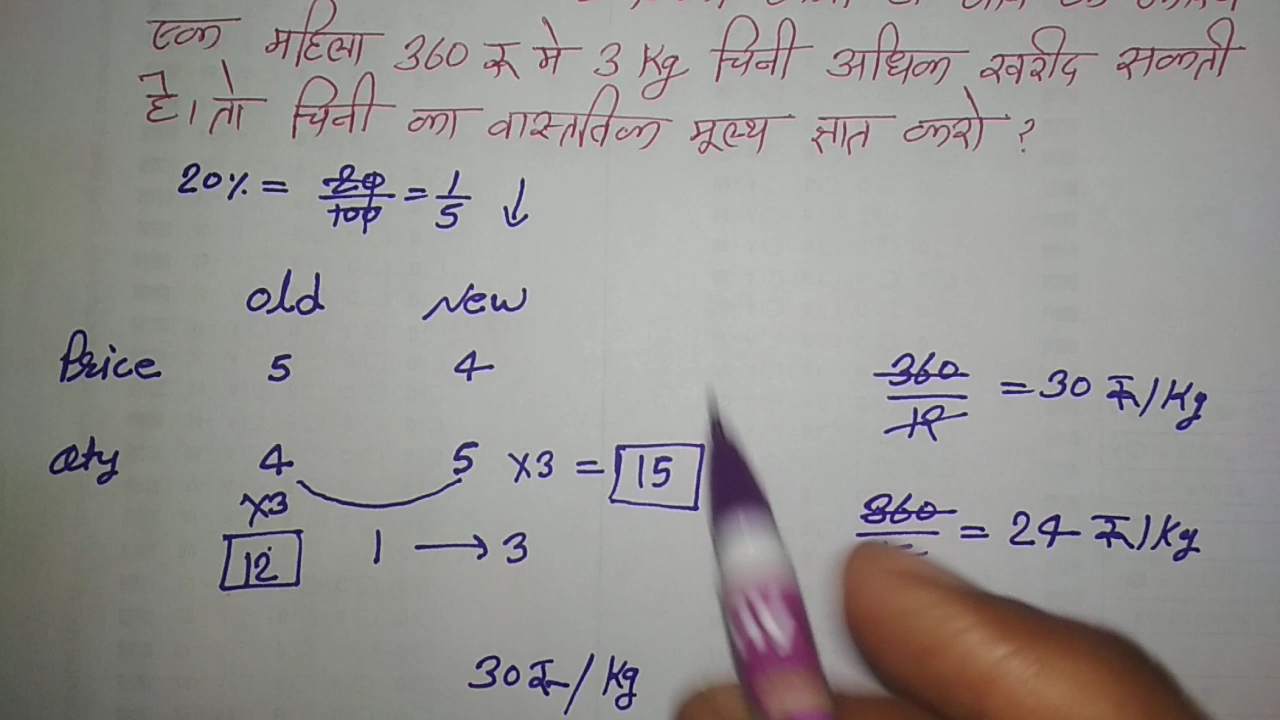 एक महिला 360 रू मे 3 Kg चिनी अधिक खरीद सकती
है। तो चिनी का वास्तविक मूल्य ज्ञात करो ?
20% = 20/100 = 1/5 ↓
old New
Price 5 4
Qty 4 5 ×3 = 15
×3
12 1 → 3
360/12 = 30 रू/Kg
360 = 24 रू/Kg
30 रू/Kg